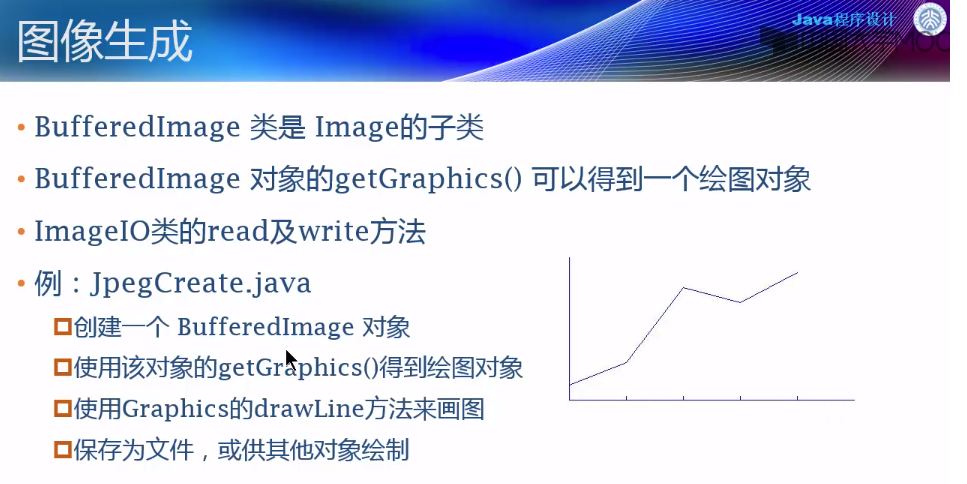 Java程序设计
图像生成
• BufferedImage 类是 Image的子类
• BufferedImage 对象的getGraphics() 可以得到一个绘图对象
• ImageIO类的read及write方法
• 例：JpegCreate.java
创建一个 BufferedImage 对象
使用该对象的getGraphics()得到绘图对象
使用Graphics的drawLine方法来画图
保存为文件，或供其他对象绘制